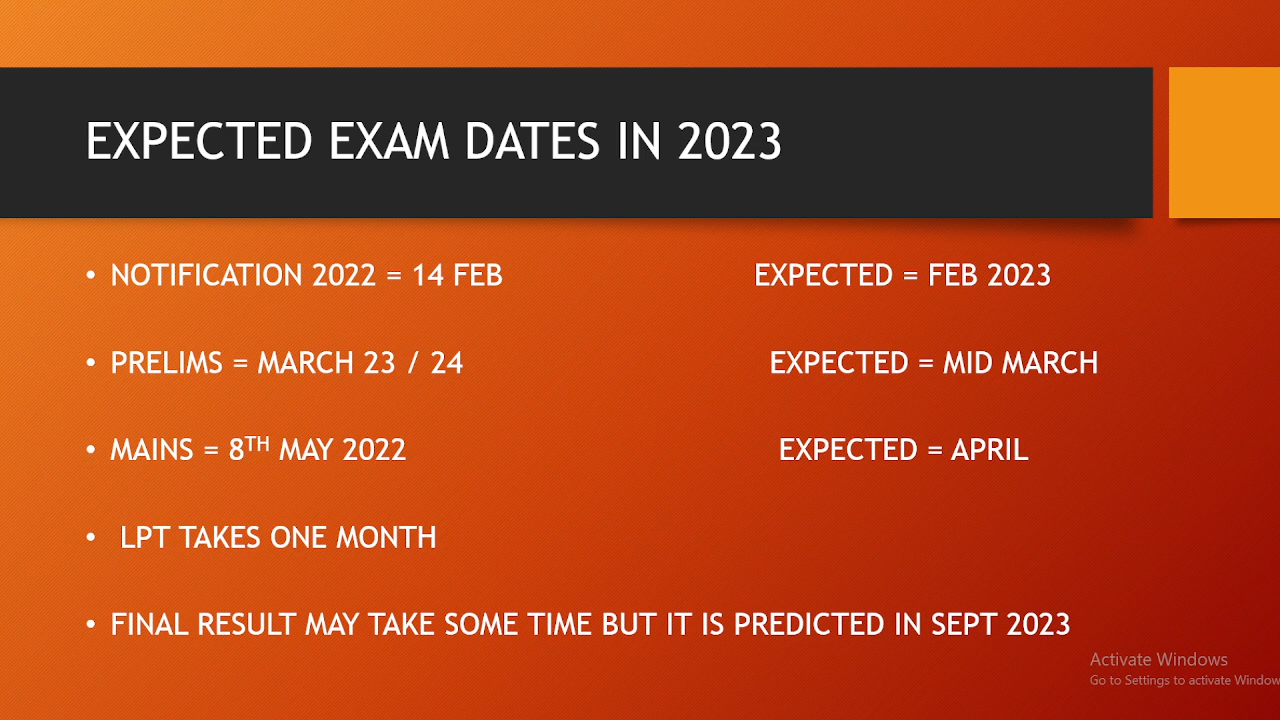 EXPECTED EXAM DATES IN 2023
• NOTIFICATION 2022 = 14 FEB EXPECTED = FEB 2023
• PRELIMS = MARCH 23 / 24 EXPECTED = MID MARCH
• MAINS = 8TH MAY 2022 EXPECTED = APRIL
• LPT TAKES ONE MONTH
• FINAL RESULT MAY TAKE SOME TIME BUT IT IS PREDICTED IN SEPT 2023
Activate Windows
Go to Settings to activate Window